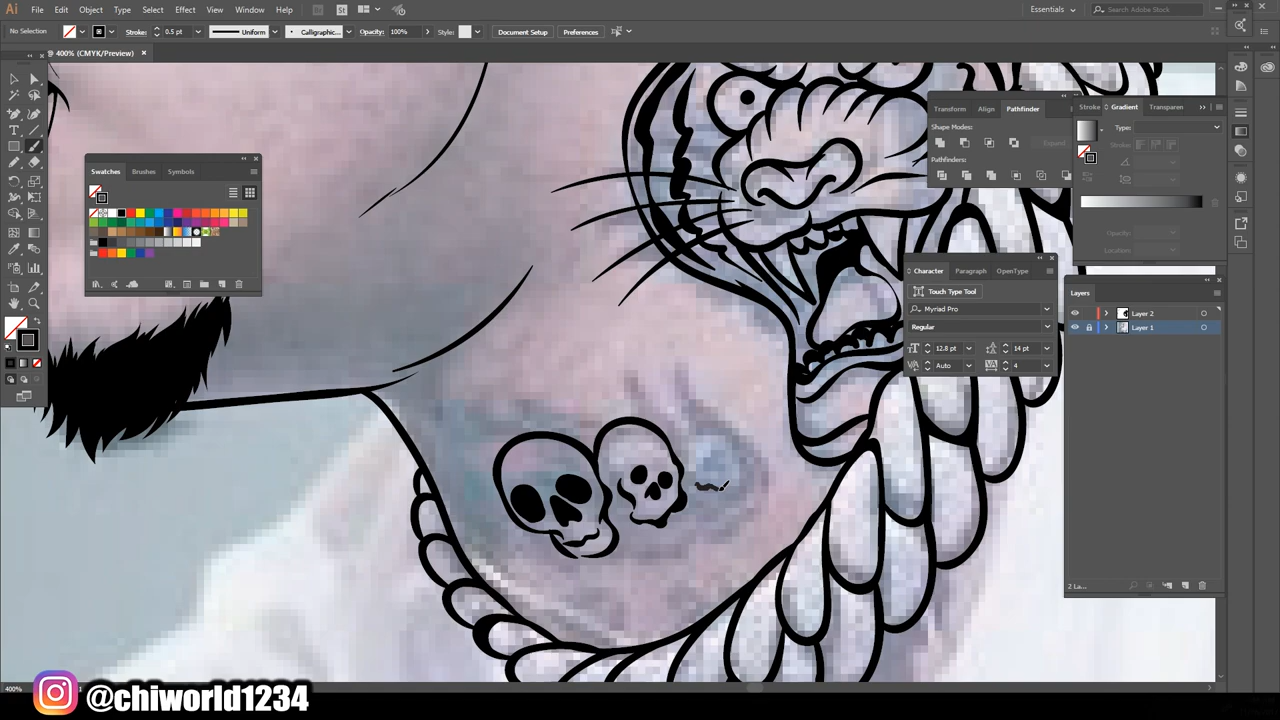 Ai File Edit Object Type Select Effect View Window Help Br St Essentials Search Adobe Stock
No Selection Stroke: 0.5 pt Uniform Calligraphic... Opacity: 100% Style: Document Setup Preferences
@ 400% (CMYK/Preview)
Transform Align Pathfinder
Shape Modes:
Expand
Pathfinders:
Stroke Gradient Transparen
Type:
Stroke:
Opacity:
Location:
Swatches Brushes Symbols
Character Paragraph OpenType
Touch Type Tool
Myriad Pro
Regular
12.8 pt 14 pt
Auto 4
Layers
Layer 2
Layer 1
2 La...
400%
@chiworld1234